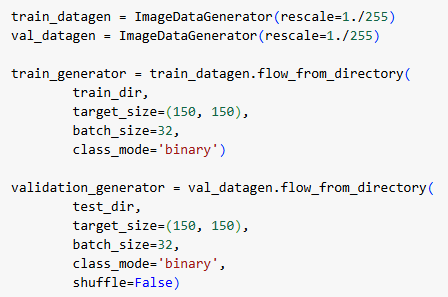 train_datagen = ImageDataGenerator(rescale=1./255)
val_datagen = ImageDataGenerator(rescale=1./255)

train_generator = train_datagen.flow_from_directory(
        train_dir,
        target_size=(150, 150),
        batch_size=32,
        class_mode='binary')

validation_generator = val_datagen.flow_from_directory(
        test_dir,
        target_size=(150, 150),
        batch_size=32,
        class_mode='binary',
        shuffle=False)